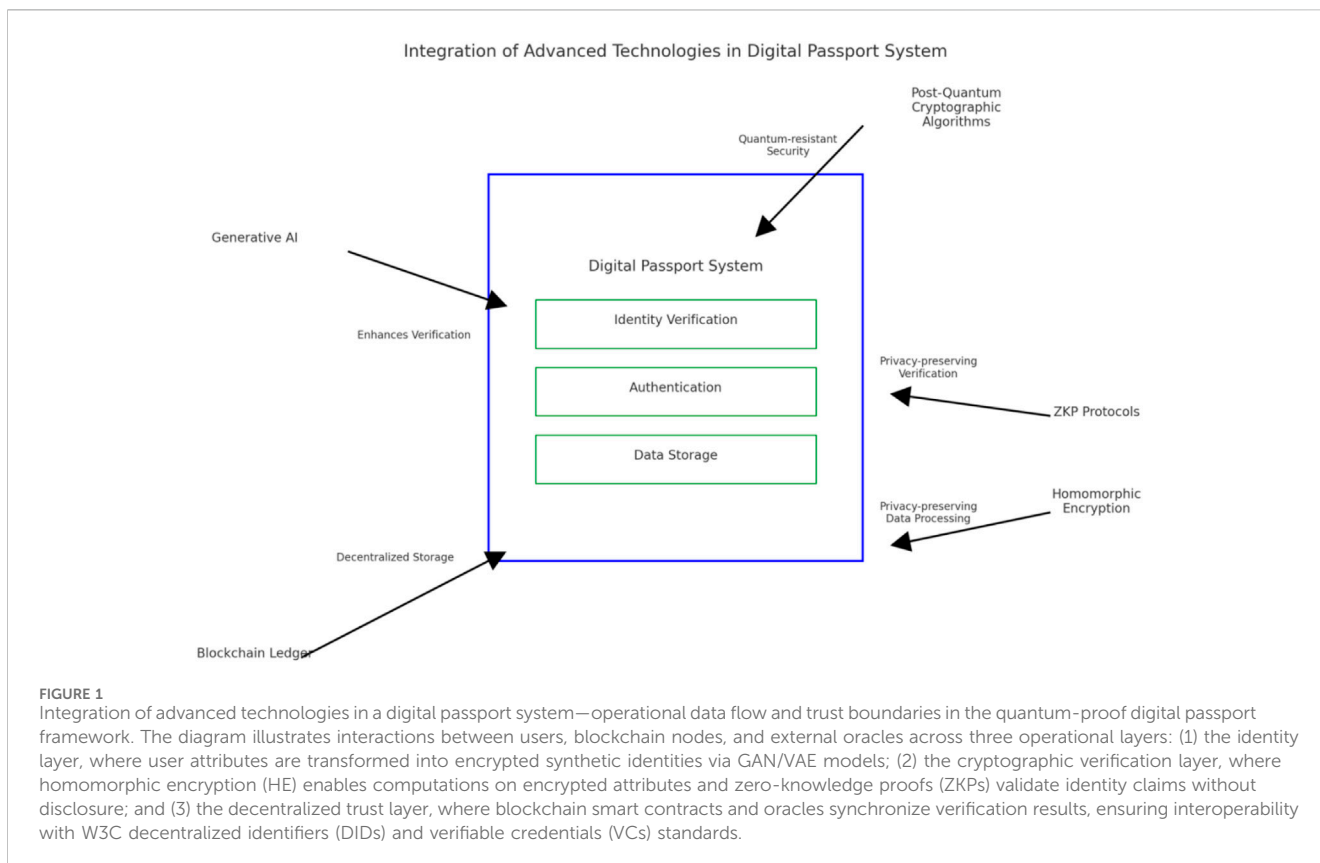 Integration of Advanced Technologies in Digital Passport System
Post-Quantum
Cryptographic
Algorithms
Quantum-resistant
Security
Generative AI
Digital Passport System
Identity Verification
Enhances Verification
Privacy-preserving
Verification
Authentication
ZKP Protocols
Data Storage
Homomorphic
Encryption
Privacy-preserving
Data Processing
Decentralized Storage
Blockchain Ledger
FIGURE 1
Integration of advanced technologies in a digital passport system—operational data flow and trust boundaries in the quantum-proof digital passport
framework. The diagram illustrates interactions between users, blockchain nodes, and external oracles across three operational layers: (1) the identity
layer, where user attributes are transformed into encrypted synthetic identities via GAN/VAE models; (2) the cryptographic verification layer, where
homomorphic encryption (HE) enables computations on encrypted attributes and zero-knowledge proofs (ZKPs) validate identity claims without
disclosure; and (3) the decentralized trust layer, where blockchain smart contracts and oracles synchronize verification results, ensuring interoperability
with W3C decentralized identifiers (DIDs) and verifiable credentials (VCs) standards.